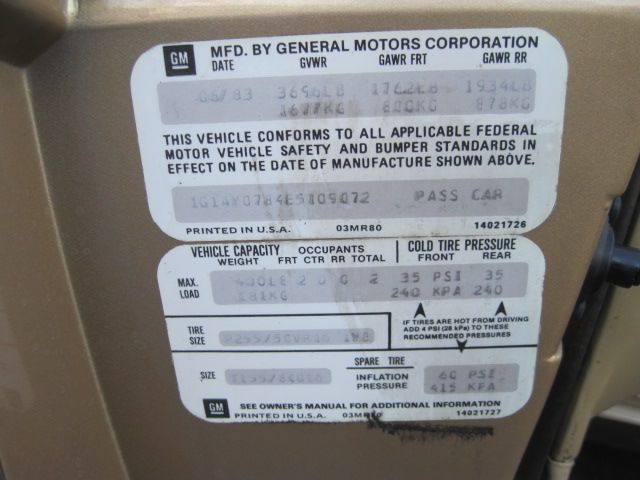 GM MFD. BY GENERAL MOTORS CORPORATION
DATE GVWR GAWR FRT GAWR RR
06/83 3696LB 1762LB 1934LB
1677KG 800KG 878KG
THIS VEHICLE CONFORMS TO ALL APPLICABLE FEDERAL
MOTOR VEHICLE SAFETY AND BUMPER STANDARDS IN
EFFECT ON THE DATE OF MANUFACTURE SHOWN ABOVE.
1G1AY0784E5109072 PASS CAR
PRINTED IN U.S.A. 03MR80 14021726
VEHICLE CAPACITY OCCUPANTS COLD TIRE PRESSURE
WEIGHT FRT CTR RR TOTAL FRONT REAR
MAX. 400LB 2 0 0 2 35 PSI 35
LOAD 181KG 240 KPA 240
IF TIRES ARE HOT FROM DRIVING
ADD 4 PSI (28 kPa) TO THESE
RECOMMENDED PRESSURES
TIRE
SIZE
SPARE TIRE
SIZE INFLATION 60 PSI
PRESSURE 415 KPA
GM SEE OWNER'S MANUAL FOR ADDITIONAL INFORMATION
PRINTED IN U.S.A. 03MR80 14021727